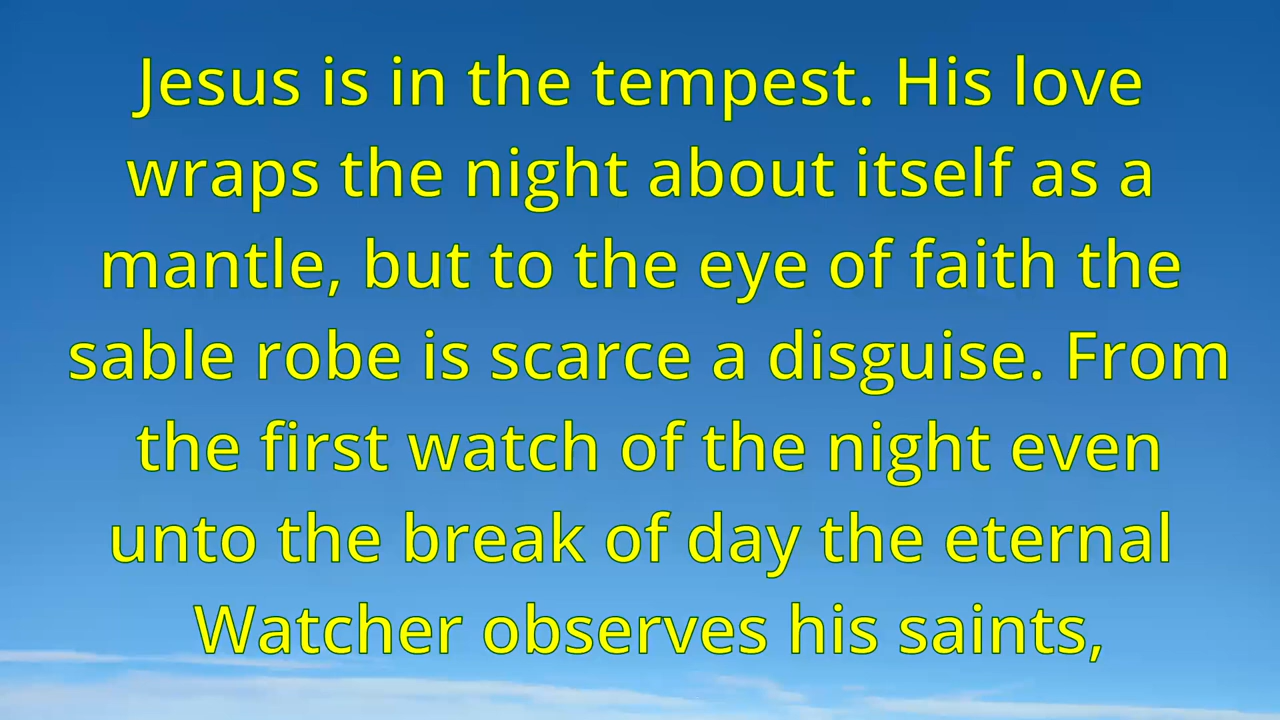 Jesus is in the tempest. His love
wraps the night about itself as a
mantle, but to the eye of faith the
sable robe is scarce a disguise. From
the first watch of the night even
unto the break of day the eternal
Watcher observes his saints,